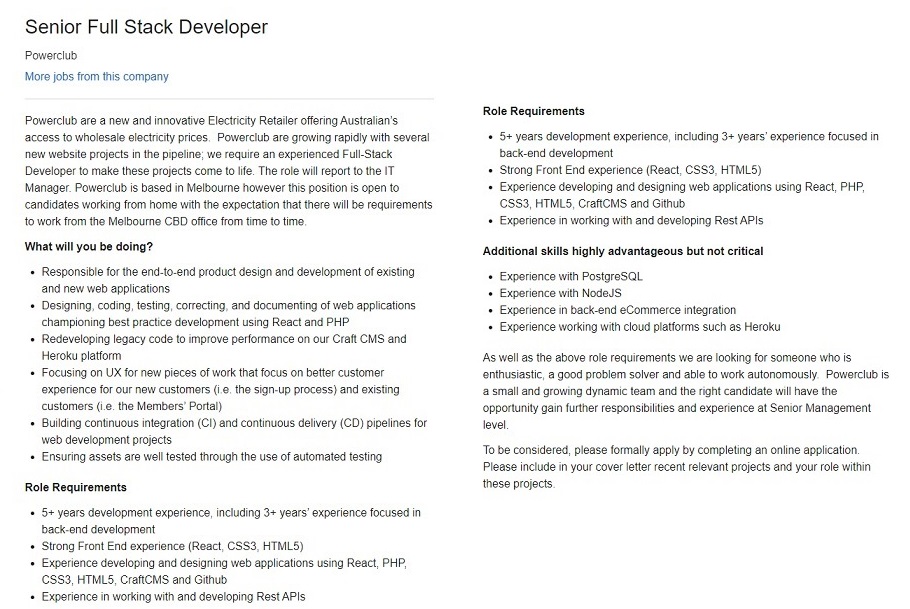 Senior Full Stack Developer
Powerclub
More jobs from this company
Powerclub are a new and innovative Electricity Retailer offering Australian's
access to wholesale electricity prices.  Powerclub are growing rapidly with several
new website projects in the pipeline; we require an experienced Full-Stack
Developer to make these projects come to life. The role will report to the IT
Manager. Powerclub is based in Melbourne however this position is open to
candidates working from home with the expectation that there will be requirements
to work from the Melbourne CBD office from time to time.
What will you be doing?
• Responsible for the end-to-end product design and development of existing
and new web applications
• Designing, coding, testing, correcting, and documenting of web applications
championing best practice development using React and PHP
• Redeveloping legacy code to improve performance on our Craft CMS and
Heroku platform
• Focusing on UX for new pieces of work that focus on better customer
experience for our new customers (i.e. the sign-up process) and existing
customers (i.e. the Members' Portal)
• Building continuous integration (CI) and continuous delivery (CD) pipelines for
web development projects
• Ensuring assets are well tested through the use of automated testing
Role Requirements
• 5+ years development experience, including 3+ years' experience focused in
back-end development
• Strong Front End experience (React, CSS3, HTML5)
• Experience developing and designing web applications using React, PHP,
CSS3, HTML5, CraftCMS and Github
• Experience in working with and developing Rest APIs
Role Requirements
• 5+ years development experience, including 3+ years' experience focused in
back-end development
• Strong Front End experience (React, CSS3, HTML5)
• Experience developing and designing web applications using React, PHP,
CSS3, HTML5, CraftCMS and Github
• Experience in working with and developing Rest APIs
Additional skills highly advantageous but not critical
• Experience with PostgreSQL
• Experience with NodeJS
• Experience in back-end eCommerce integration
• Experience working with cloud platforms such as Heroku
As well as the above role requirements we are looking for someone who is
enthusiastic, a good problem solver and able to work autonomously.  Powerclub is
a small and growing dynamic team and the right candidate will have the
opportunity gain further responsibilities and experience at Senior Management
level.
To be considered, please formally apply by completing an online application.
Please include in your cover letter recent relevant projects and your role within
these projects.